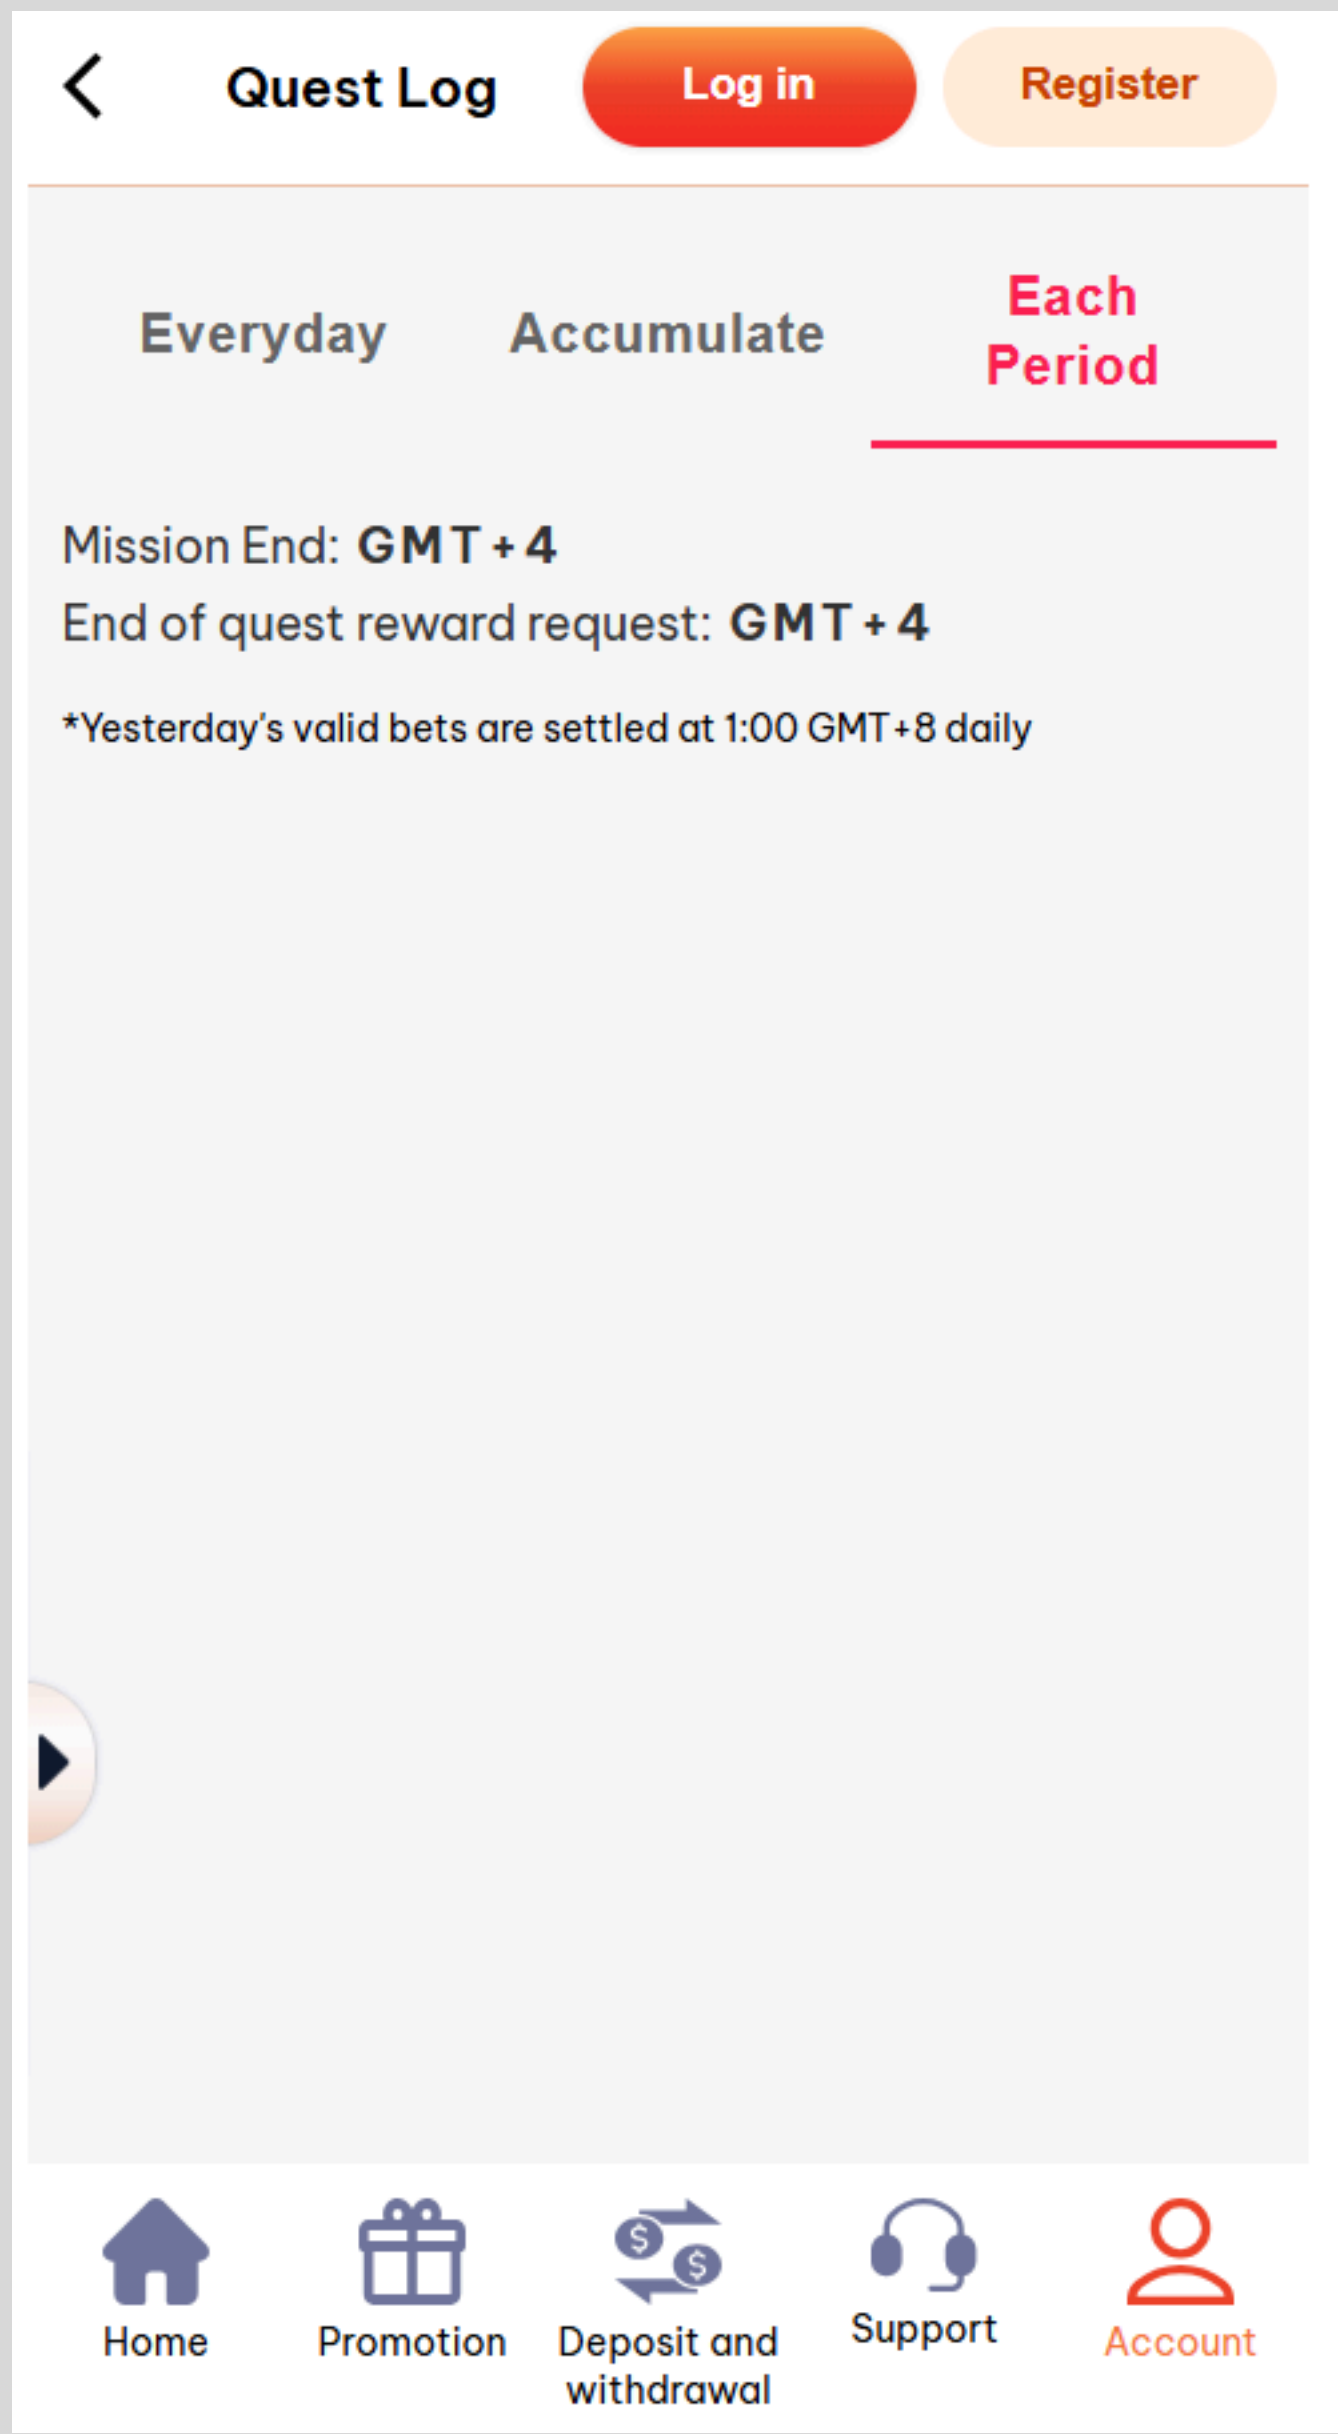 Quest Log
Log in
Register
Everyday
Accumulate
Each
Period
Mission End: GMT+4
End of quest reward request: GMT+4
*Yesterday's valid bets are settled at 1:00 GMT+8 daily
Home
Promotion
Deposit and
withdrawal
Support
Account